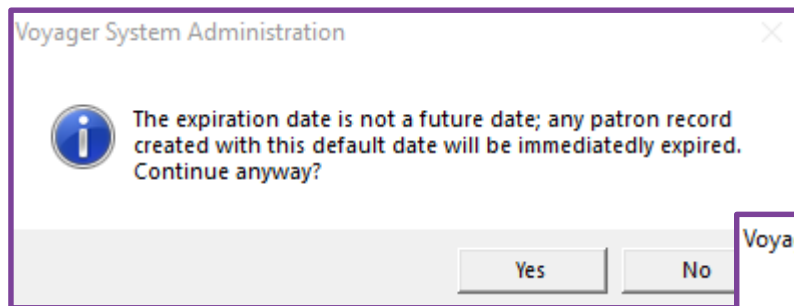 Voyager System Administration
The expiration date is not a future date; any patron record
created with this default date will be immediatedly expired.
Continue anyway?
Yes
No
Voya